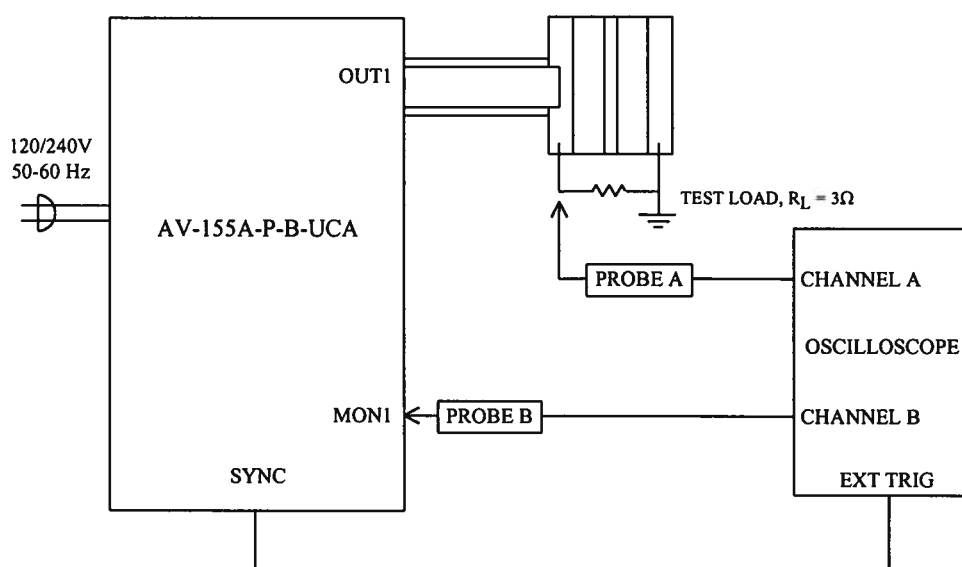 OUT1
120/240V
50-60 Hz
AV-155A-P-B-UCA
TEST LOAD, RL = 3Ω
PROBE A
CHANNEL A
OSCILLOSCOPE
MON1
PROBE B
CHANNEL B
SYNC
EXT TRIG